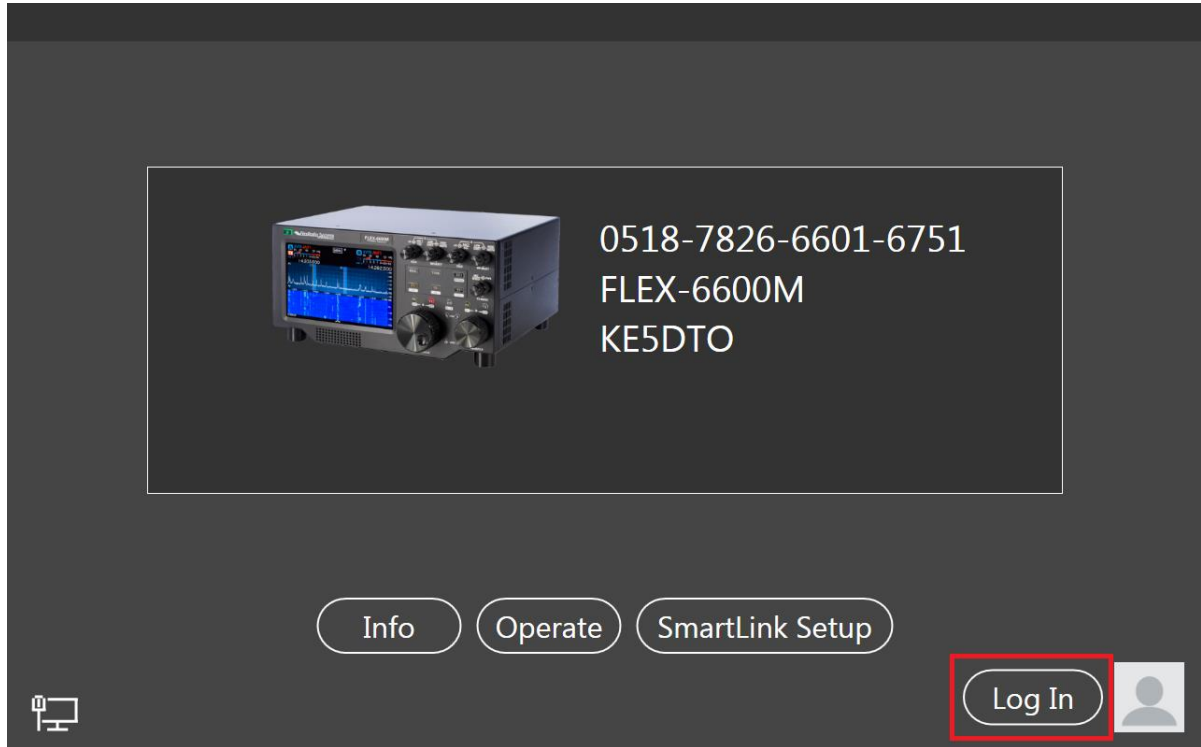 0518-7826-6601-6751
FLEX-6600M
KE5DTO
Info
Operate
SmartLink Setup
Log In